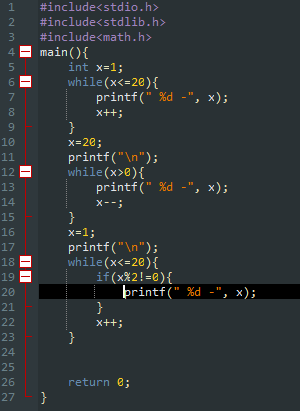 1 #include<stdio.h>
2 #include<stdlib.h>
3 #include<math.h>
4 main(){
5 int x=1;
6 while(x<=20){
7 printf(" %d -", x);
8 x++;
9 }
10 x=20;
11 printf("\n");
12 while(x>0){
13 printf(" %d -", x);
14 x--;
15 }
16 x=1;
17 printf("\n");
18 while(x<=20){
19 if(x%2!=0){
20 printf(" %d -", x);
21 }
22 x++;
23 }
24
25
26 return 0;
27 }